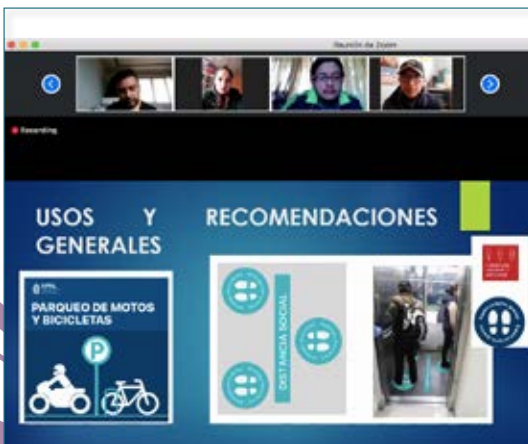 Reunión de Zoom
Recording
USOS Y RECOMENDACIONES
GENERALES
PARQUEO DE MOTOS
Y BICICLETAS
P
DISTANCIA SOCIAL